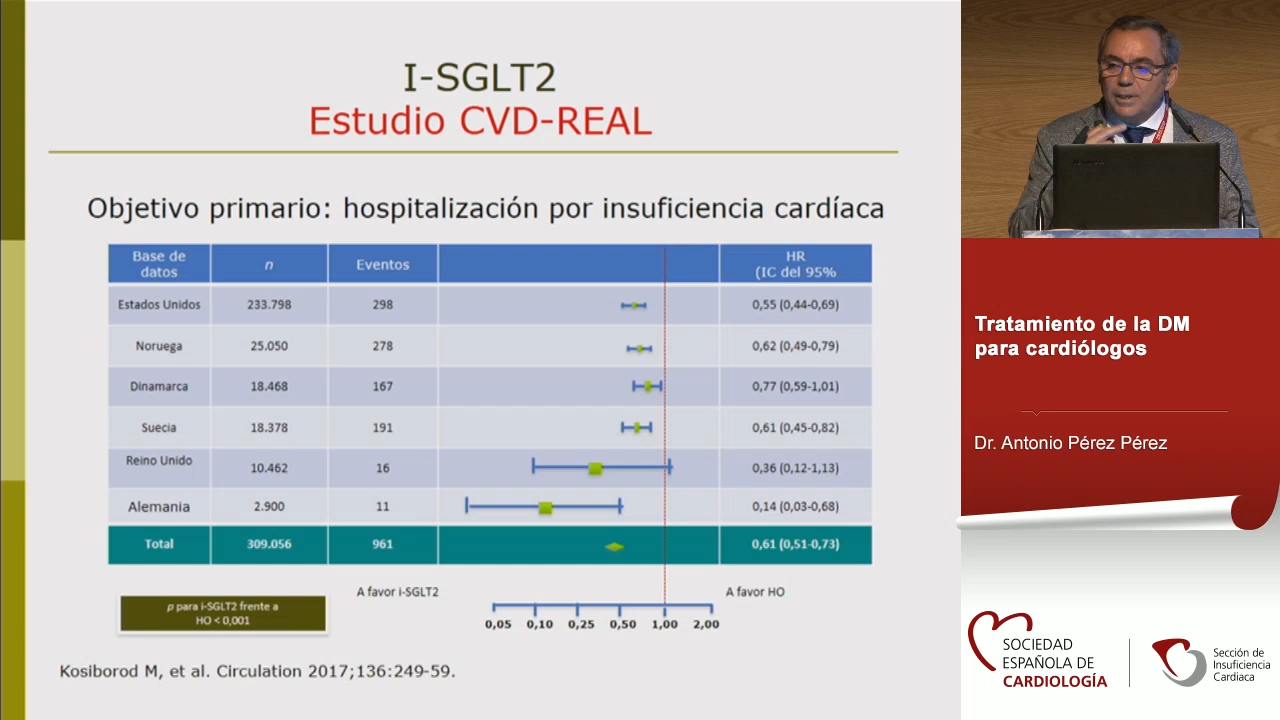 I-SGLT2
Estudio CVD-REAL
Objetivo primario: hospitalización por insuficiencia cardíaca
Base de datos n Eventos HR (IC del 95%
Estados Unidos 233.798 298 0,55 (0,44-0,69)
Noruega 25.050 278 0,62 (0,49-0,79)
Dinamarca 18.468 167 0,77 (0,59-1,01)
Suecia 18.378 191 0,61 (0,45-0,82)
Reino Unido 10.462 16 0,36 (0,12-1,13)
Alemania 2.900 11 0,14 (0,03-0,68)
Total 309.056 961 0,61 (0,51-0,73)
A favor i-SGLT2 A favor HO
0,05 0,10 0,25 0,50 1,00 2,00
p para i-SGLT2 frente a
HO < 0,001
Kosiborod M, et al. Circulation 2017;136:249-59.
Tratamiento de la DM
para cardiólogos
Dr. Antonio Pérez Pérez
SOCIEDAD
ESPAÑOLA DE
CARDIOLOGÍA
Sección de
Insuficiencia
Cardiaca